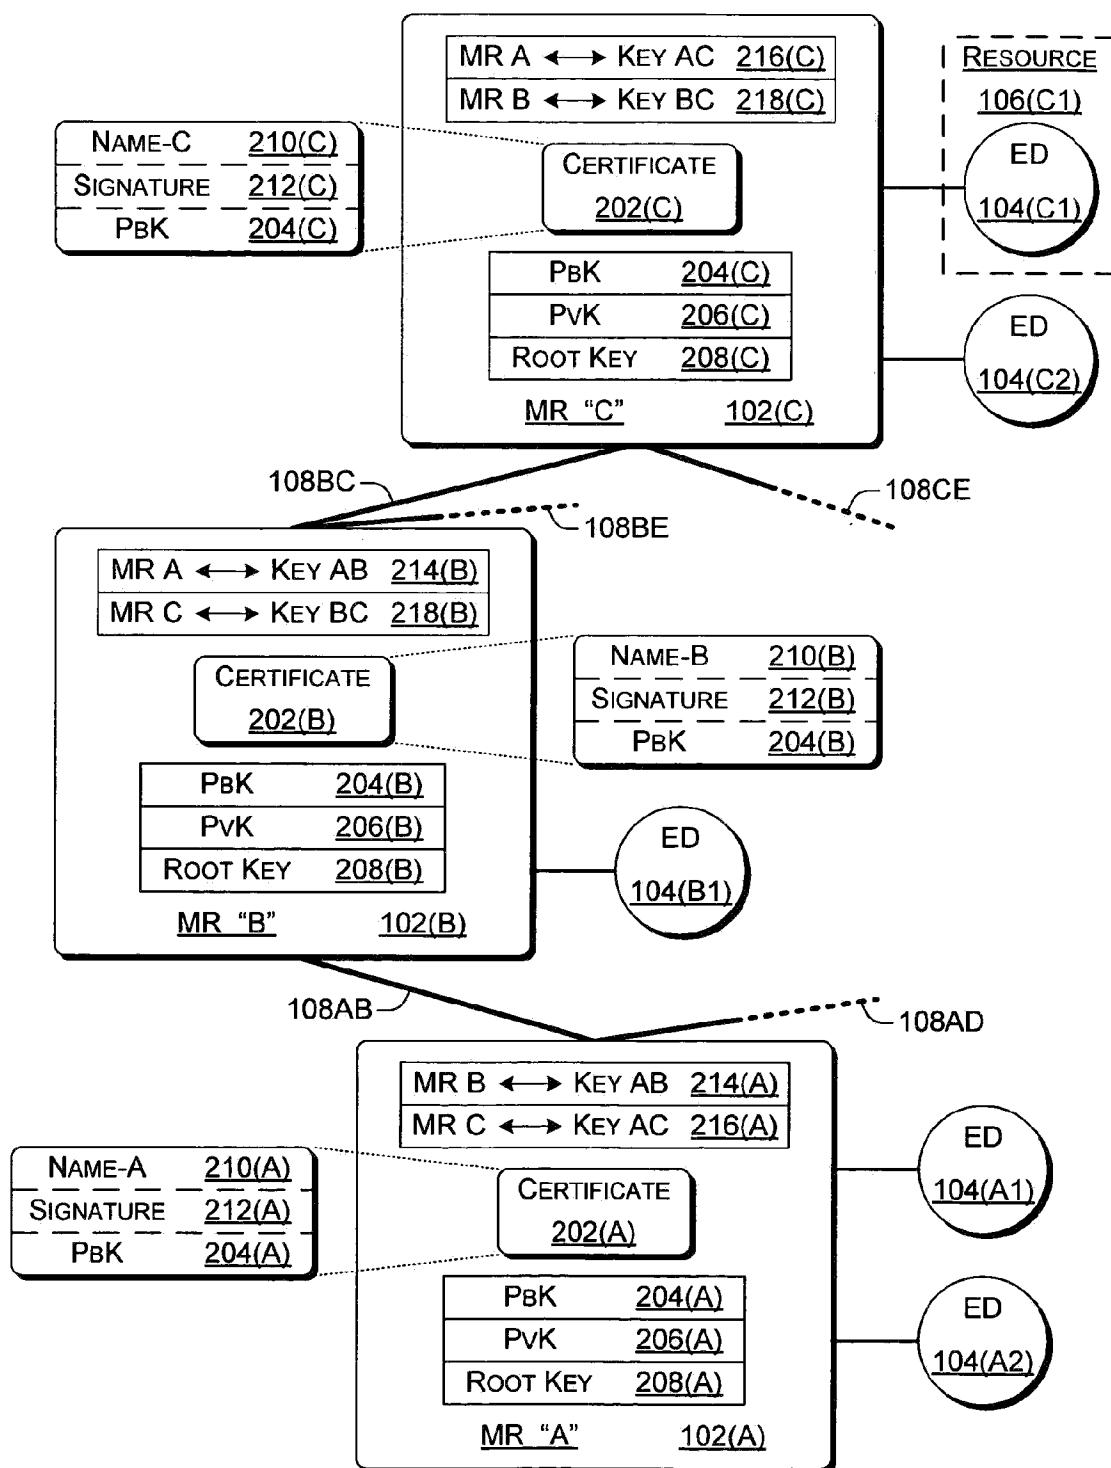 MR A ↔ KEY AC 216(C)
MR B ↔ KEY BC 218(C)
RESOURCE
106(C1)
NAME-C 210(C)
SIGNATURE 212(C)
PBK 204(C)
CERTIFICATE
202(C)
ED
104(C1)
PBK 204(C)
PVK 206(C)
ROOT KEY 208(C)
MR "C" 102(C)
ED
104(C2)
108BC
108CE
108BE
MR A ↔ KEY AB 214(B)
MR C ↔ KEY BC 218(B)
CERTIFICATE
202(B)
NAME-B 210(B)
SIGNATURE 212(B)
PBK 204(B)
PBK 204(B)
PVK 206(B)
ROOT KEY 208(B)
MR "B" 102(B)
ED
104(B1)
108AB
108AD
MR B ↔ KEY AB 214(A)
MR C ↔ KEY AC 216(A)
NAME-A 210(A)
SIGNATURE 212(A)
PBK 204(A)
CERTIFICATE
202(A)
ED
104(A1)
PBK 204(A)
PVK 206(A)
ROOT KEY 208(A)
MR "A" 102(A)
ED
104(A2)